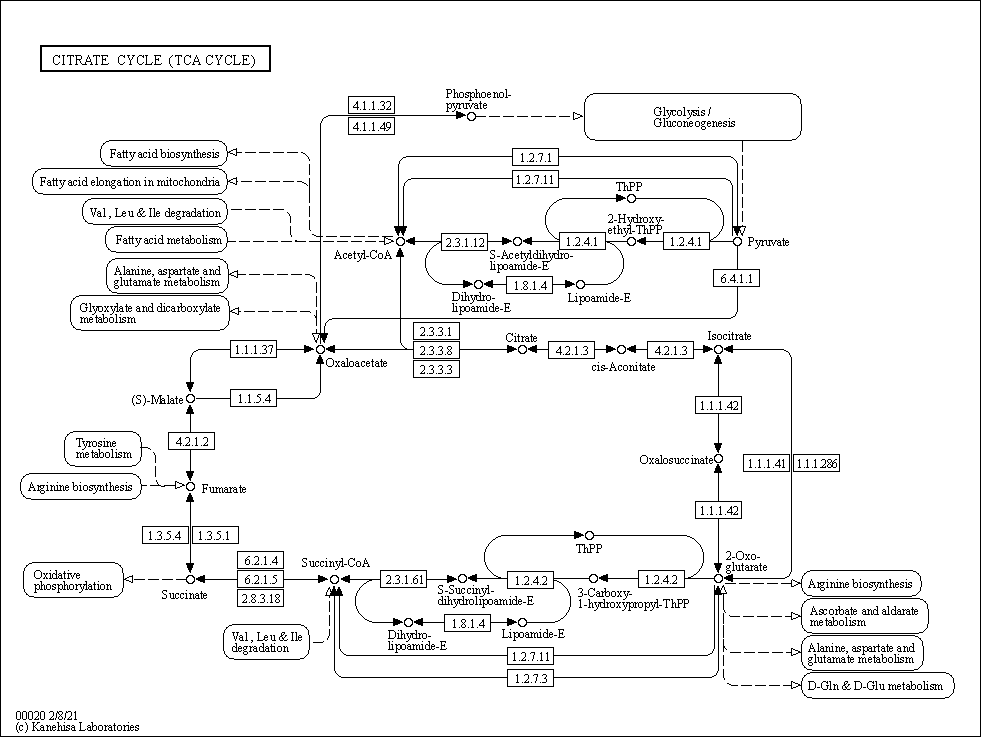 CITRATE CYCLE (TCA CYCLE)
Phosphoenol-
pyruvate
4.1.1.32
4.1.1.49
Glycolysis /
Gluconeogenesis
Fatty acid biosynthesis
Fatty acid elongation in mitochondria
Val, Leu & Ile degradation
Fatty acid metabolism
1.2.7.1
1.2.7.11
ThPP
2-Hydroxy-
ethyl-ThPP
2.3.1.12
1.2.4.1
1.2.4.1
Pyruvate
Acetyl-CoA
S-Acetyldihydro-
lipoamide-E
Alanine, aspartate and
glutamate metabolism
6.4.1.1
1.8.1.4
Dihydro-
lipoamide-E
Lipoamide-E
Glyoxylate and dicarboxylate
metabolism
2.3.3.1
2.3.3.8
2.3.3.3
Citrate
Isocitrate
1.1.1.37
Oxaloacetate
4.2.1.3
4.2.1.3
cis-Aconitate
(S)-Malate
1.1.5.4
1.1.1.42
4.2.1.2
Tyrosine
metabolism
Oxalosuccinate
1.1.1.41
1.1.1.286
Arginine biosynthesis
Fumarate
1.1.1.42
1.3.5.4
1.3.5.1
ThPP
6.2.1.4
6.2.1.5
2.8.3.18
Succinyl-CoA
2-Oxo-
glutarate
Oxidative
phosphorylation
Succinate
2.3.1.61
1.2.4.2
1.2.4.2
S-Succinyl-
dihydrolipoamide-E
3-Carboxy-
1-hydroxypropyl-ThPP
Arginine biosynthesis
Ascorbate and aldarate
metabolism
1.8.1.4
Dihydro-
lipoamide-E
Lipoamide-E
Val, Leu & Ile
degradation
Alanine, aspartate and
glutamate metabolism
1.2.7.11
1.2.7.3
D-Gln & D-Glu metabolism
00020 2/8/21
(c) Kanehisa Laboratories